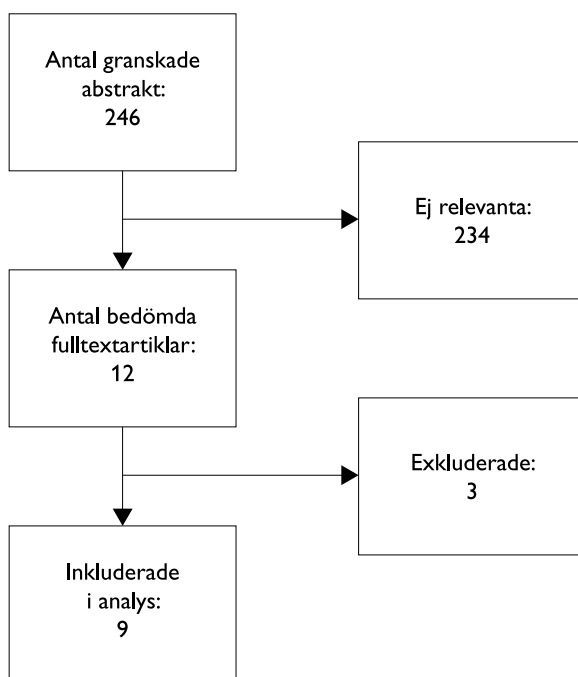 Antal granskade
abstrakt:
246
Ej relevanta:
234
Antal bedömda
fulltextartiklar:
12
Exkluderade:
3
Inkluderade
i analys:
9